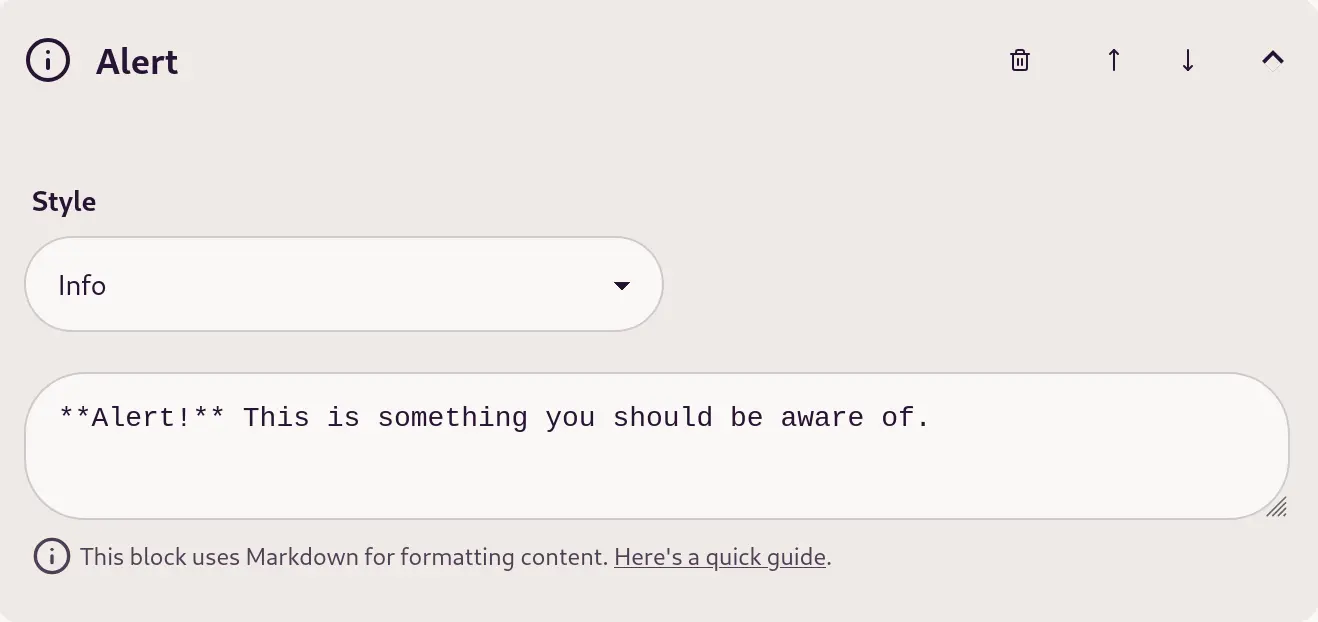 Alert
Style
Info
**Alert!** This is something you should be aware of.
This block uses Markdown for formatting content. Here's a quick guide.